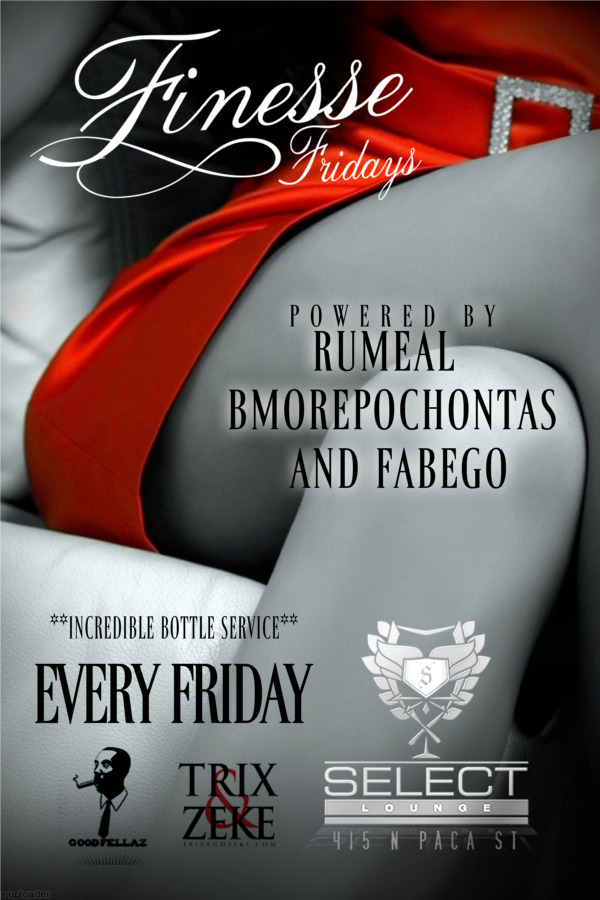 Finesse
Fridays
POWERED BY
RUMEAL
BMOREPOCHONTAS
AND FABEGO
**INCREDIBLE BOTTLE SERVICE**
EVERY FRIDAY
GOODFELLAZ
TRIX
&
ZEKE
TRIXANDZEKE.COM
S
SELECT
LOUNGE
415 N PACA ST
uploader